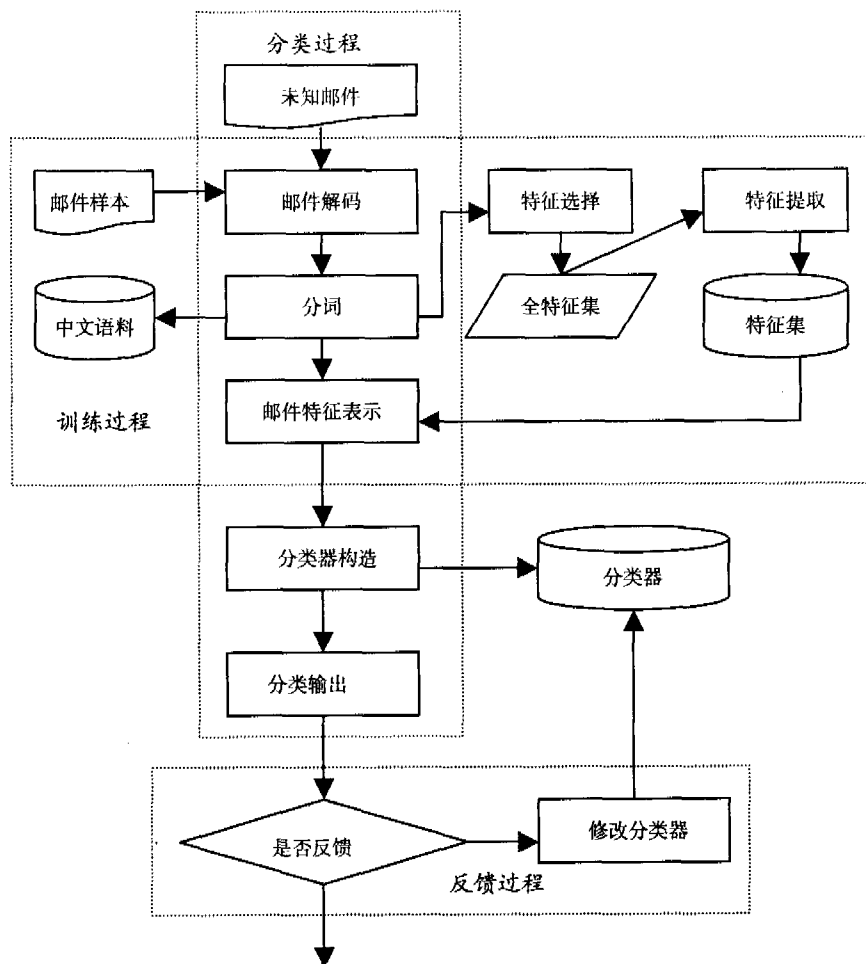 分类过程
未知邮件
邮件样本
邮件解码
特征选择
特征提取
中文语料
分词
全特征集
特征集
训练过程
邮件特征表示
分类器构造
分类器
分类输出
是否反馈
修改分类器
反馈过程